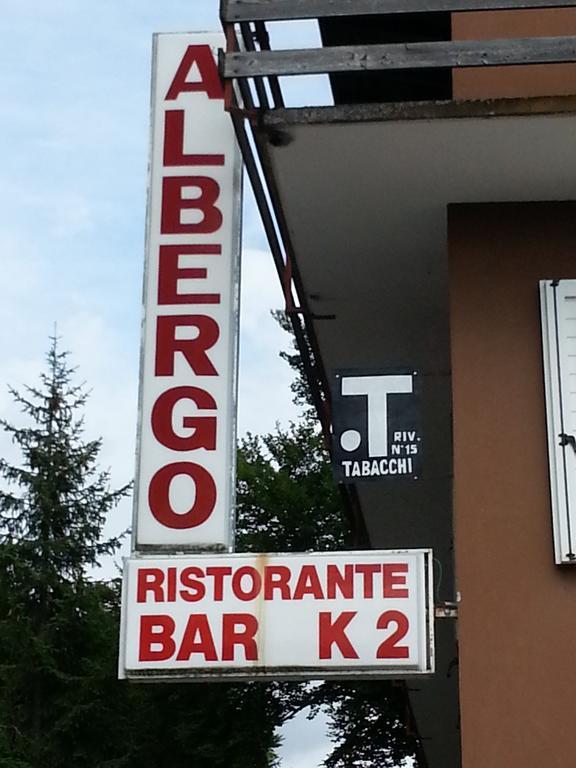 ALBERGO
T
RIV.
N°15
TABACCHI
RISTORANTE
BAR K 2